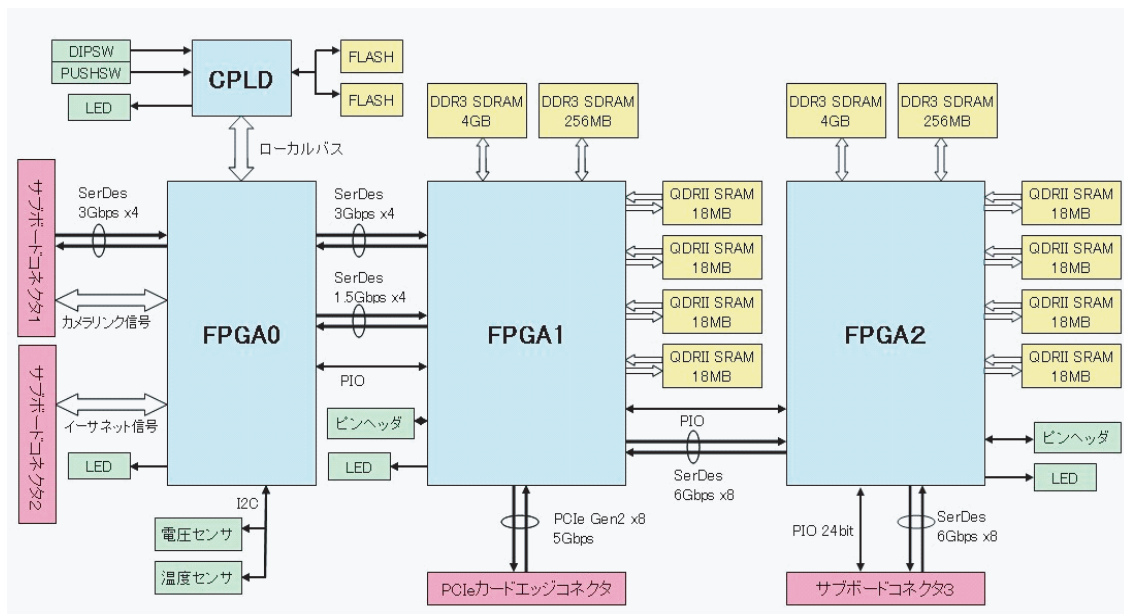 DIPSW
PUSHSW
LED
CPLD
FLASH
FLASH
ローカルバス
DDR3 SDRAM
4GB
DDR3 SDRAM
256MB
DDR3 SDRAM
4GB
DDR3 SDRAM
256MB
サブボードコネクタ1
SerDes
3Gbps x4
カメラリンク信号
サブボードコネクタ2
イーサネット信号
LED
FPGA0
I2C
電圧センサ
温度センサ
SerDes
3Gbps x4
SerDes
1.5Gbps x4
PIO
ピンヘッダ
LED
FPGA1
QDRII SRAM
18MB
QDRII SRAM
18MB
QDRII SRAM
18MB
QDRII SRAM
18MB
PIO
SerDes
6Gbps x8
PCIe Gen2 x8
5Gbps
PCIeカードエッジコネクタ
FPGA2
QDRII SRAM
18MB
QDRII SRAM
18MB
QDRII SRAM
18MB
QDRII SRAM
18MB
ピンヘッダ
LED
PIO 24bit
SerDes
6Gbps x8
サブボードコネクタ3